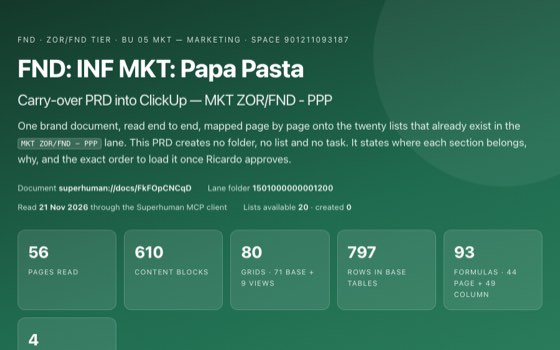 FND · ZOR/FND TIER · BU 05 MKT — MARKETING · SPACE 901211093187
FND: INF MKT: Papa Pasta
Carry-over PRD into ClickUp — MKT ZOR/FND - PPP
One brand document, read end to end, mapped page by page onto the twenty lists that already exist in the
MKT ZOR/FND - PPP lane. This PRD creates no folder, no list and no task. It states where each section belongs,
why, and the exact order to load it once Ricardo approves.
Document superhuman://docs/FkFOpCNCqD Lane folder 1501000000001200
Read 21 Nov 2026 through the Superhuman MCP client Lists available 20 · created 0
56
PAGES READ
610
CONTENT BLOCKS
80
GRIDS · 71 BASE +
9 VIEWS
797
ROWS IN BASE
TABLES
93
FORMULAS · 44
PAGE + 49
COLUMN
4